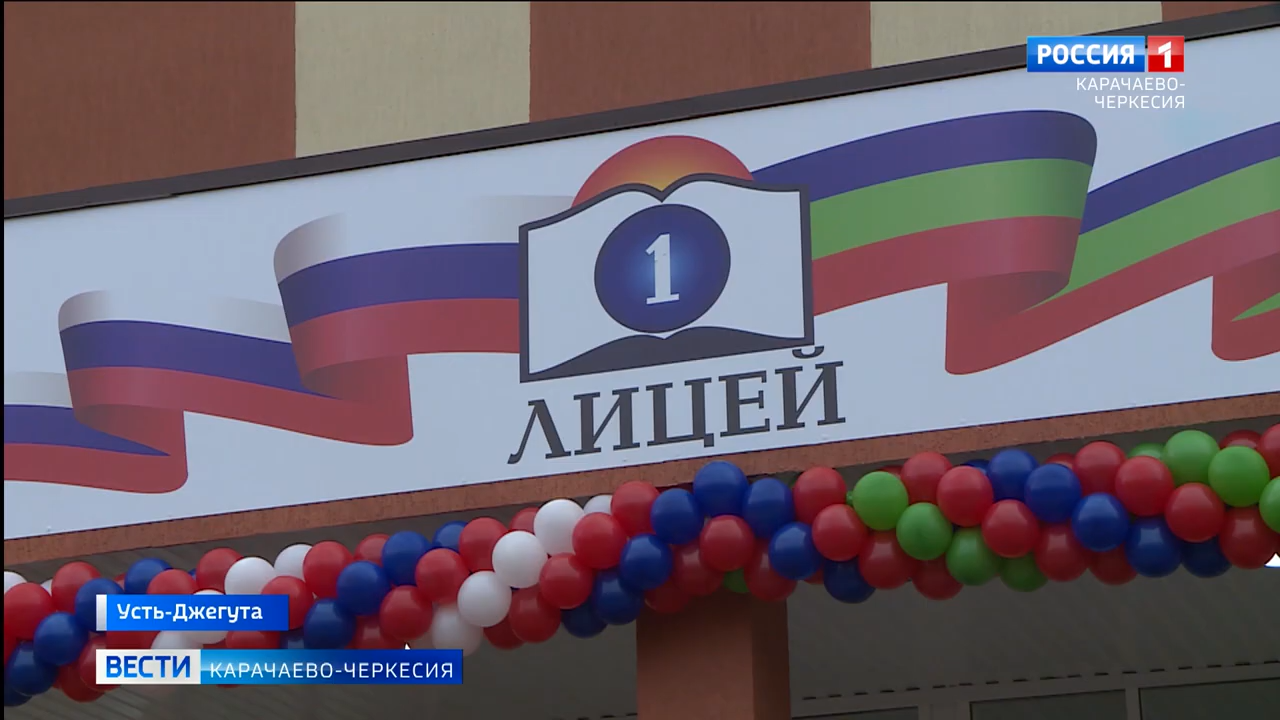 РОССИЯ 1
КАРАЧАЕВО-
ЧЕРКЕСИЯ
1
ЛИЦЕЙ
Усть-Джегута
ВЕСТИ КАРАЧАЕВО-ЧЕРКЕСИЯ